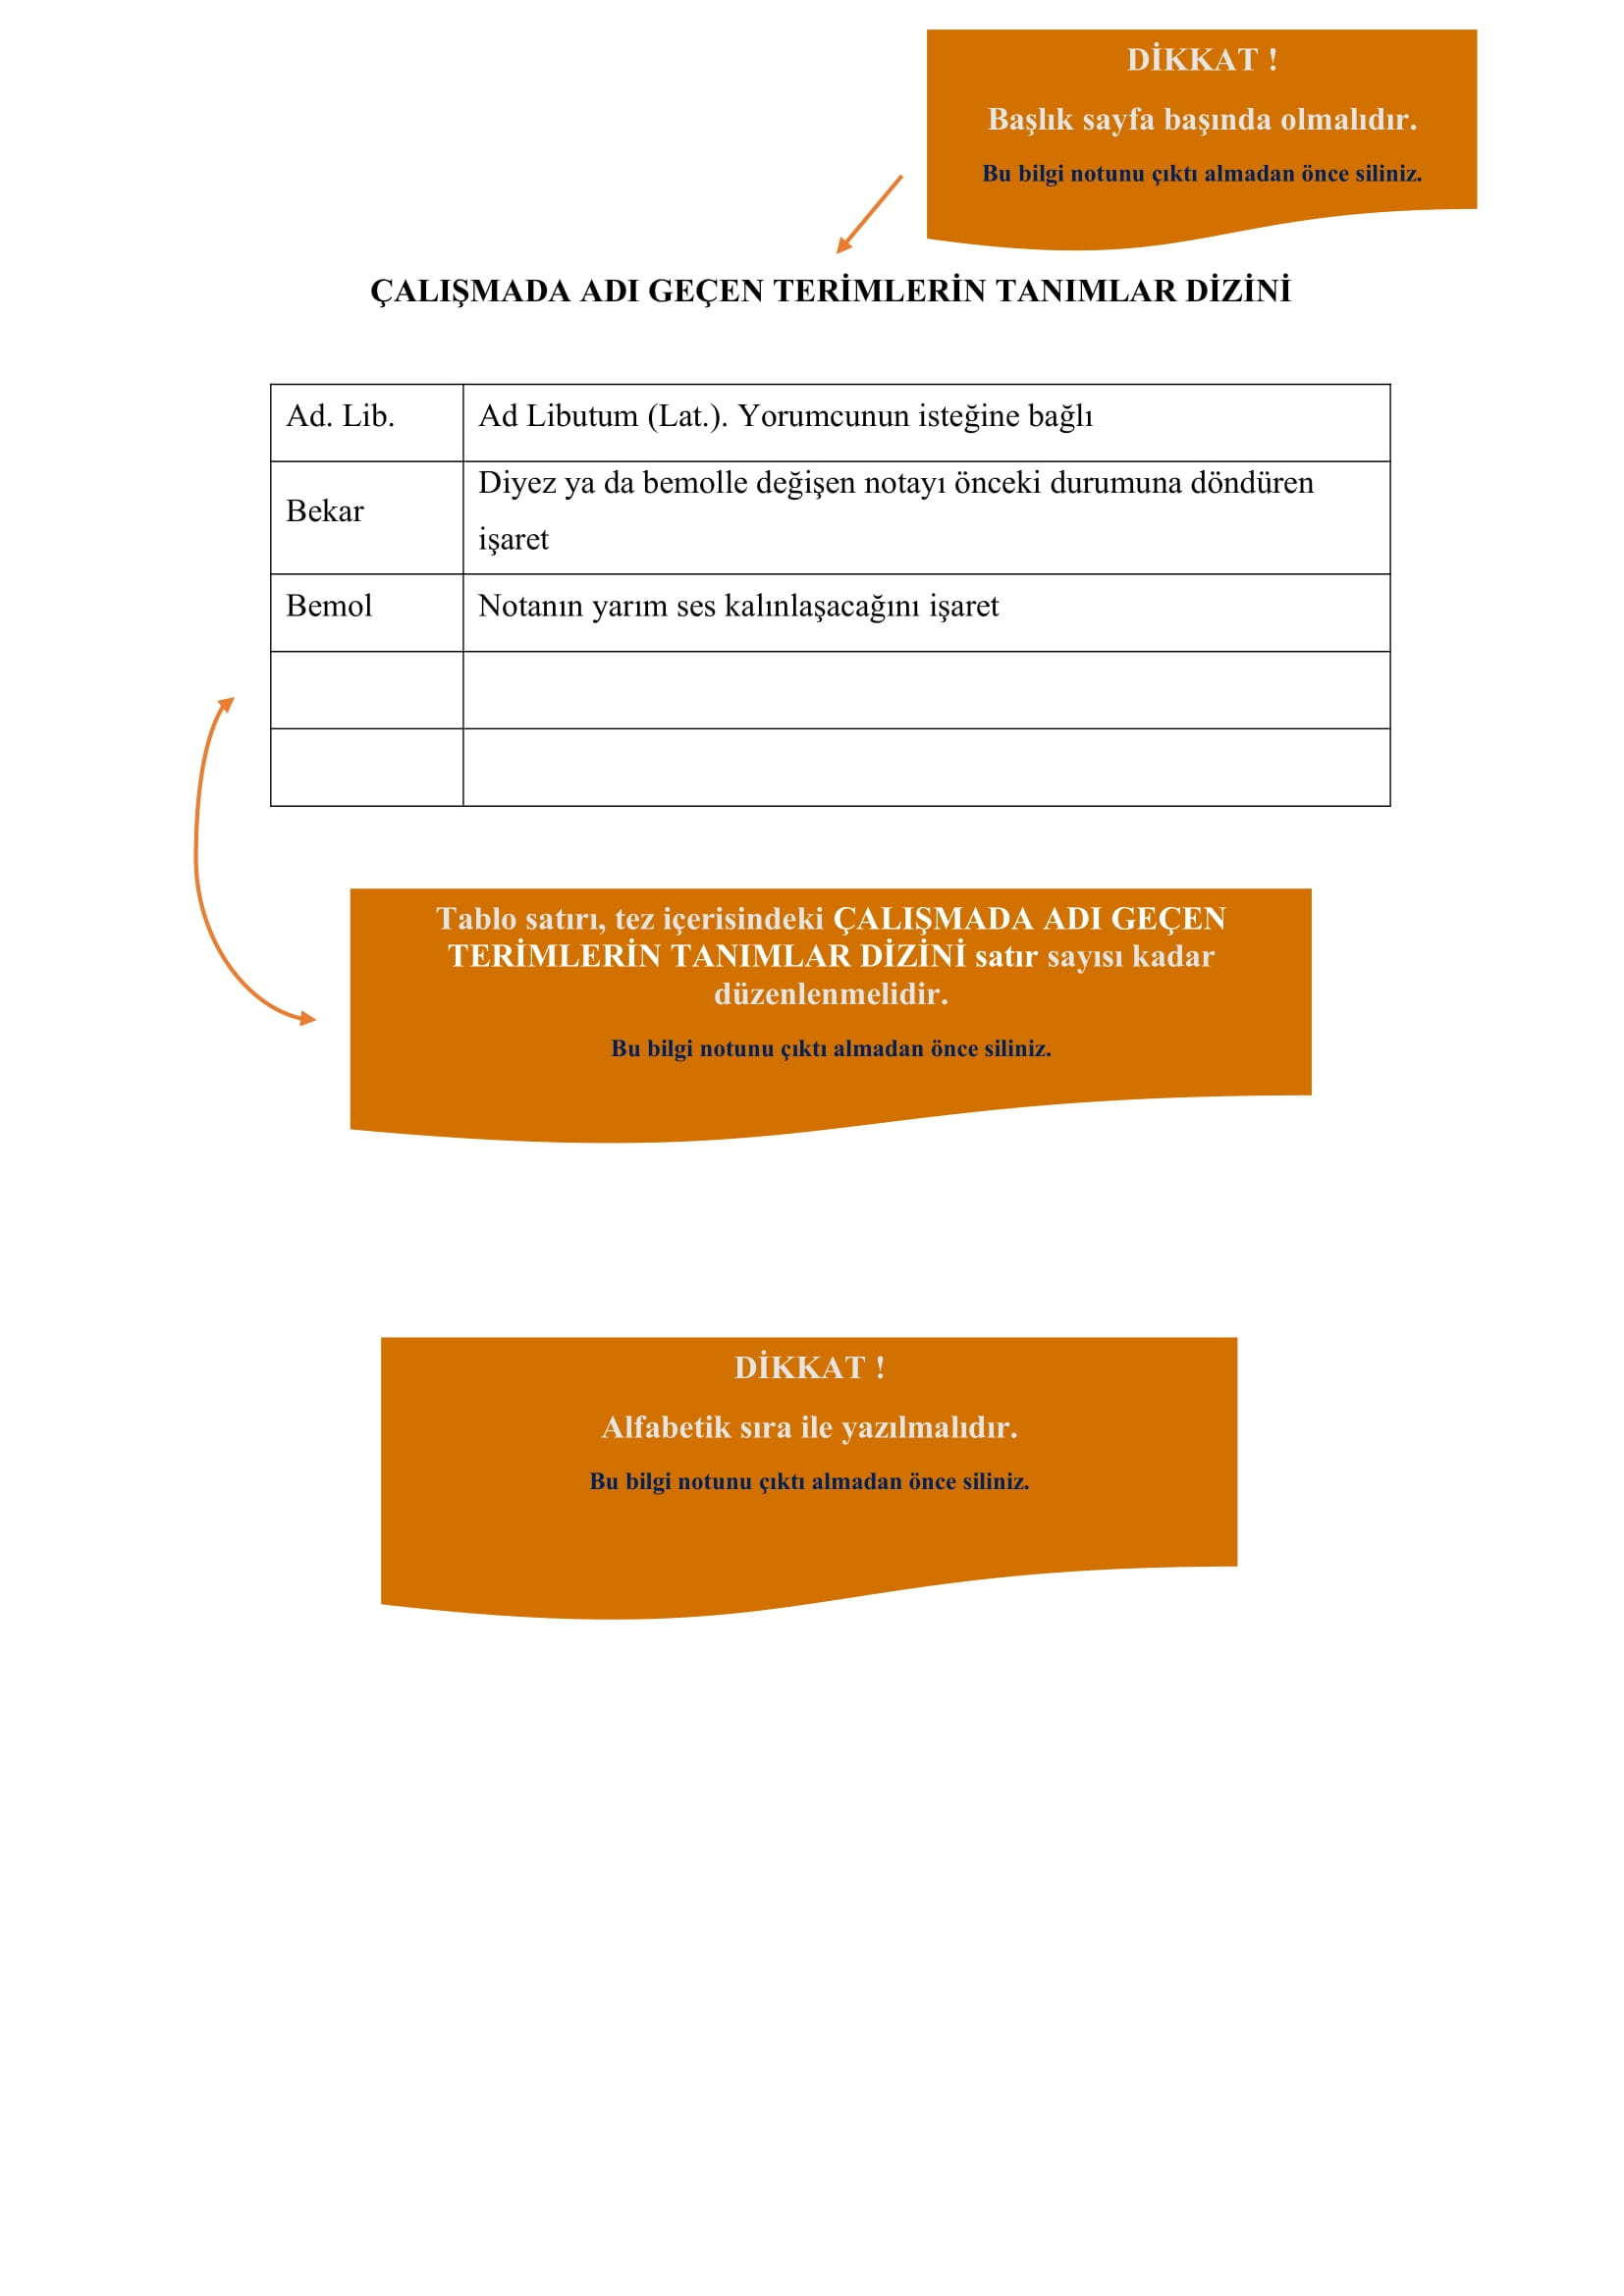 DİKKAT !
Başlık sayfa başında olmalıdır.
Bu bilgi notunu çıktı almadan önce siliniz.
ÇALIŞMADA ADI GEÇEN TERİMLERİN TANIMLAR DİZİNİ
Ad. Lib. Ad Libutum (Lat.). Yorumcunun isteğine bağlı
Bekar Diyez ya da bemolle değişen notayı önceki durumuna döndüren
işaret
Bemol Notanın yarım ses kalınlaşacağını işaret
Tablo satırı, tez içerisindeki ÇALIŞMADA ADI GEÇEN
TERİMLERİN TANIMLAR DİZİNİ satır sayısı kadar
düzenlenmelidir.
Bu bilgi notunu çıktı almadan önce siliniz.
DİKKAT !
Alfabetik sıra ile yazılmalıdır.
Bu bilgi notunu çıktı almadan önce siliniz.